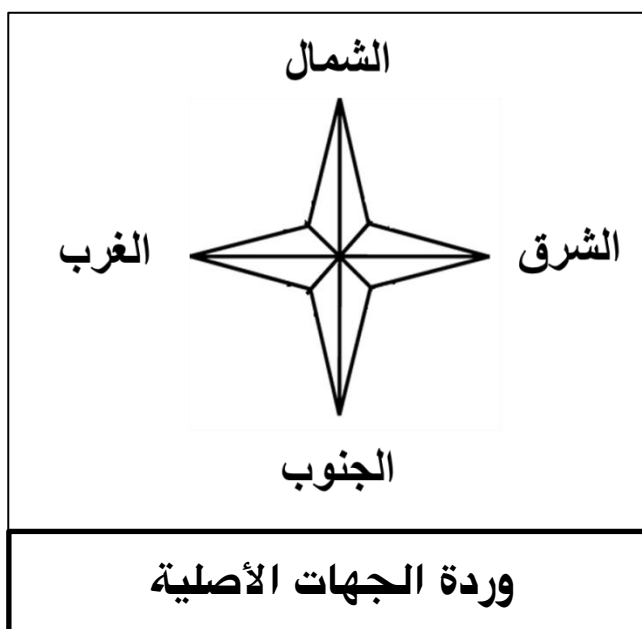 الشمال
الشرق
الغرب
الجنوب
وردة الجهات الأصلية